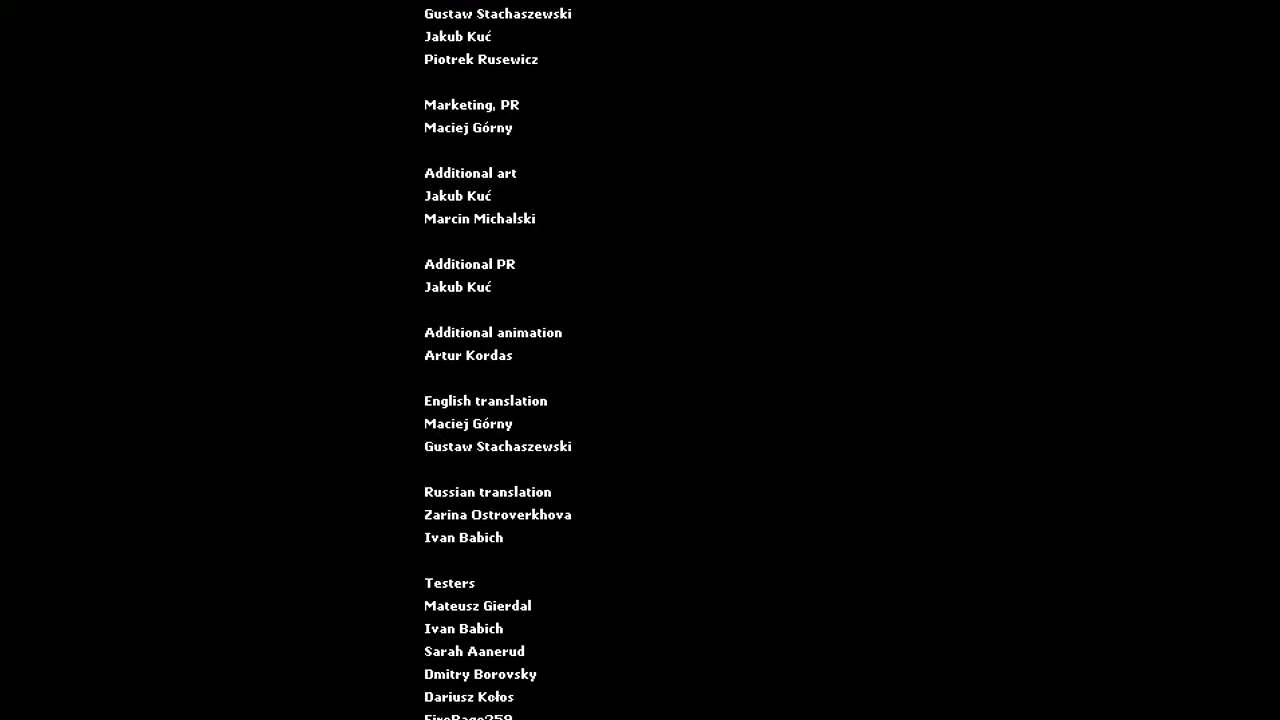 Gustaw Stachaszewski
Jakub Kuć
Piotrek Rusewicz
Marketing, PR
Maciej Górny
Additional art
Jakub Kuć
Marcin Michalski
Additional PR
Jakub Kuć
Additional animation
Artur Kordas
English translation
Maciej Górny
Gustaw Stachaszewski
Russian translation
Zarina Ostroverkhova
Ivan Babich
Testers
Mateusz Gierdal
Ivan Babich
Sarah Aanerud
Dmitry Borovsky
Dariusz Kołos